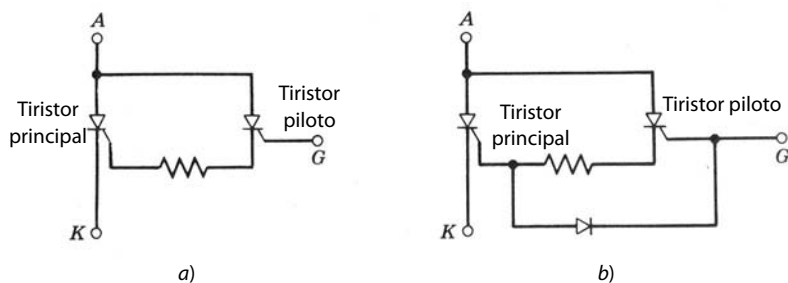 A
Tiristor
principal
Tiristor
piloto
G
K
a)
A
Tiristor
principal
Tiristor piloto
G
K
b)